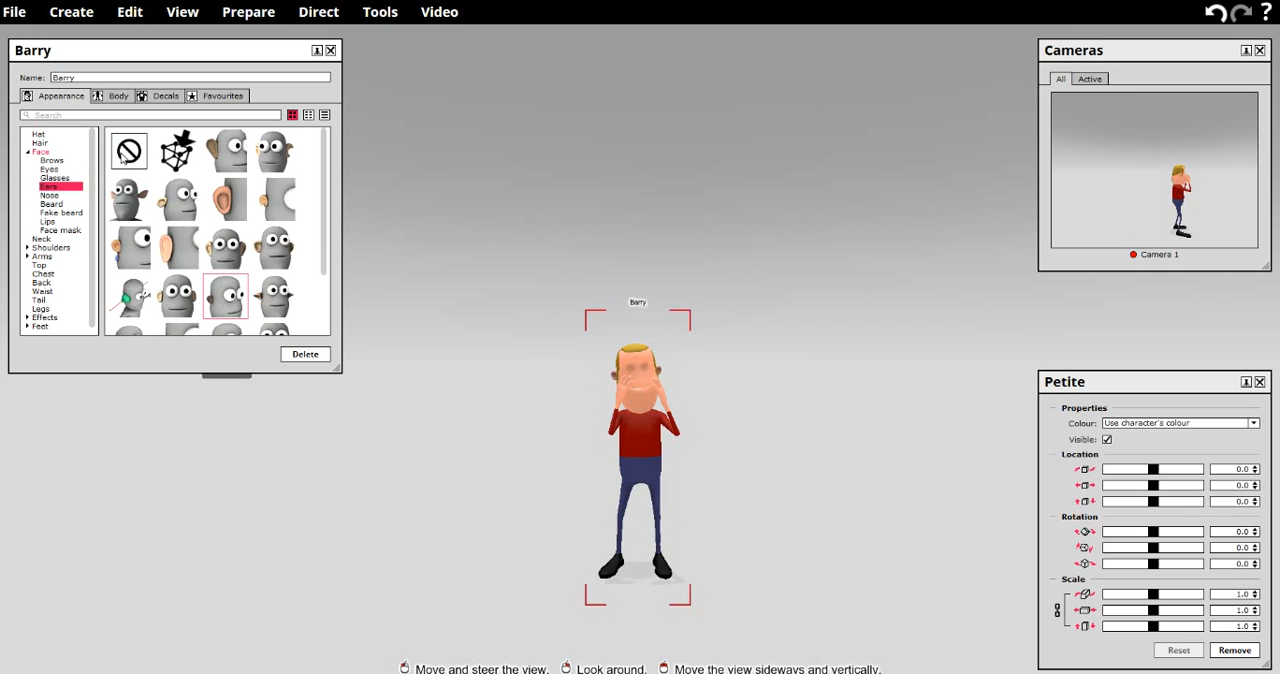 File Create Edit View Prepare Direct Tools Video ?
Barry
Name: Barry
Appearance Body Decals Favourites
Search
Hat
Hair
Face
Brows
Eyes
Glasses
Ears
Nose
Beard
Fake beard
Lips
Face mask
Neck
Shoulders
Arms
Top
Chest
Back
Waist
Tail
Legs
Effects
Feet
Delete
Barry
Cameras
All Active
Camera 1
Petite
Properties
Colour: Use character's colour
Visible:
Location
0.0
0.0
0.0
Rotation
0.0
0.0
0.0
Scale
1.0
1.0
1.0
Reset Remove
Move and steer the view. Look around. Move the view sideways and vertically.